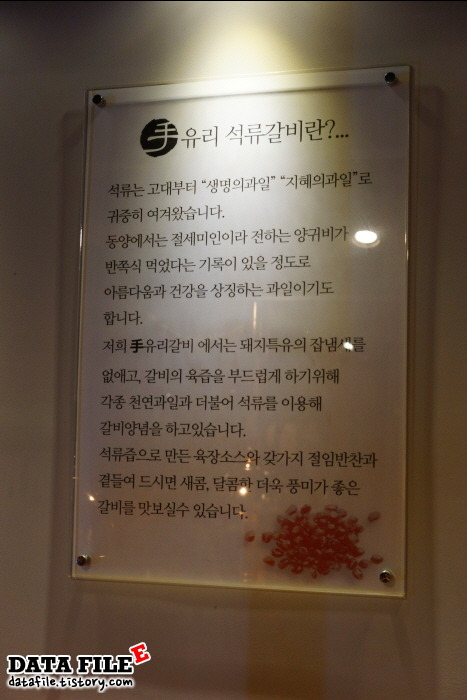 手유리 석류갈비란?...
석류는 고대부터 “생명의과일” “지혜의과일”로
귀중히 여겨왔습니다.
동양에서는 절세미인이라 전하는 양귀비가
반쪽식 먹었다는 기록이 있을 정도로
아름다움과 건강을 상징하는 과일이기도
합니다.
저희 手유리갈비 에서는 돼지특유의 잡냄새를
없애고, 갈비의 육즙을 부드럽게 하기위해
각종 천연과일과 더불어 석류를 이용해
갈비양념을 하고있습니다.
석류즙으로 만든 육장소스와 갖가지 절임반찬과
곁들여 드시면 새콤, 달콤한 더욱 풍미가 좋은
갈비를 맛보실수 있습니다.
DATA FILE E
datafile.tistory.com